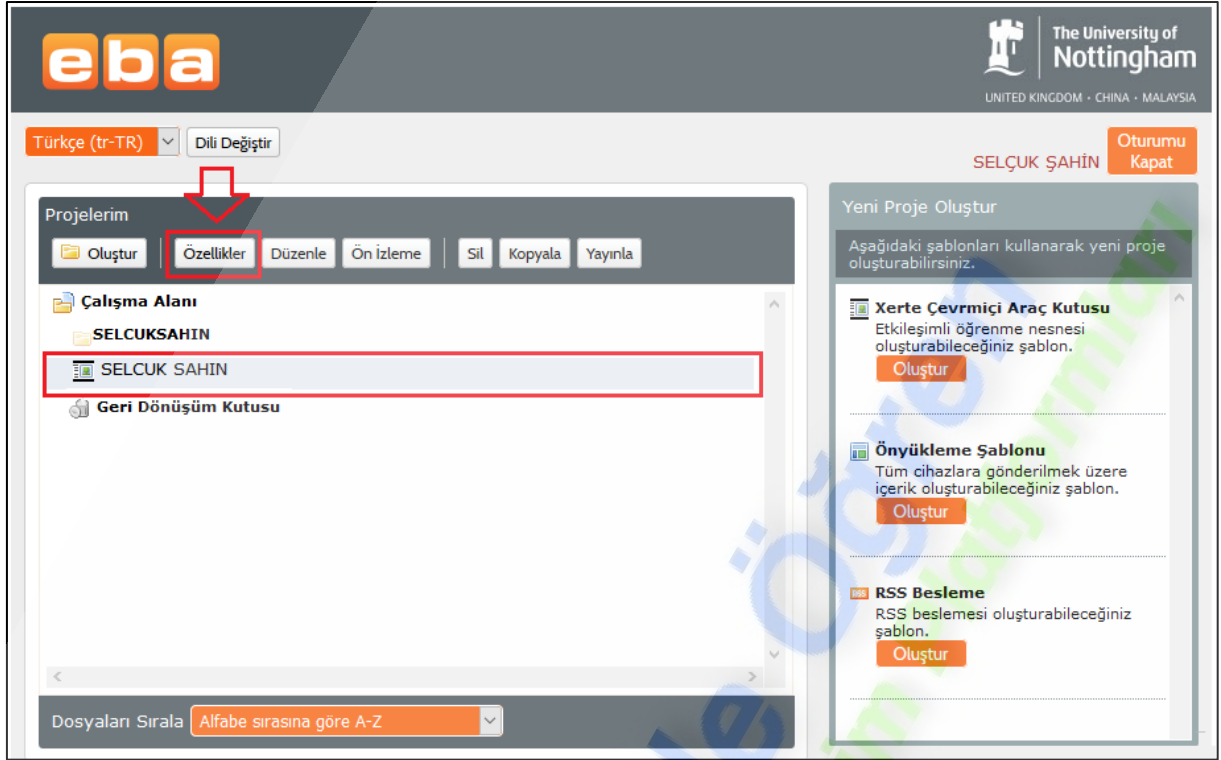 eba
The University of
Nottingham
UNITED KINGDOM · CHINA · MALAYSIA
Türkçe (tr-TR) Dili Değiştir
SELÇUK ŞAHİN Oturumu Kapat
Projelerim
Oluştur Özellikler Düzenle Ön İzleme Sil Kopyala Yayınla
Çalışma Alanı
SELCUKSAHIN
SELCUK SAHIN
Geri Dönüşüm Kutusu
Dosyaları Sırala Alfabe sırasına göre A-Z
Yeni Proje Oluştur
Aşağıdaki şablonları kullanarak yeni proje
oluşturabilirsiniz.
Xerte Çevrmiçi Araç Kutusu
Etkileşimli öğrenme nesnesi
oluşturabileceğiniz şablon.
Oluştur
Önyükleme Şablonu
Tüm cihazlara gönderilmek üzere
içerik oluşturabileceğiniz şablon.
Oluştur
RSS Besleme
RSS beslemesi oluşturabileceğiniz
şablon.
Oluştur